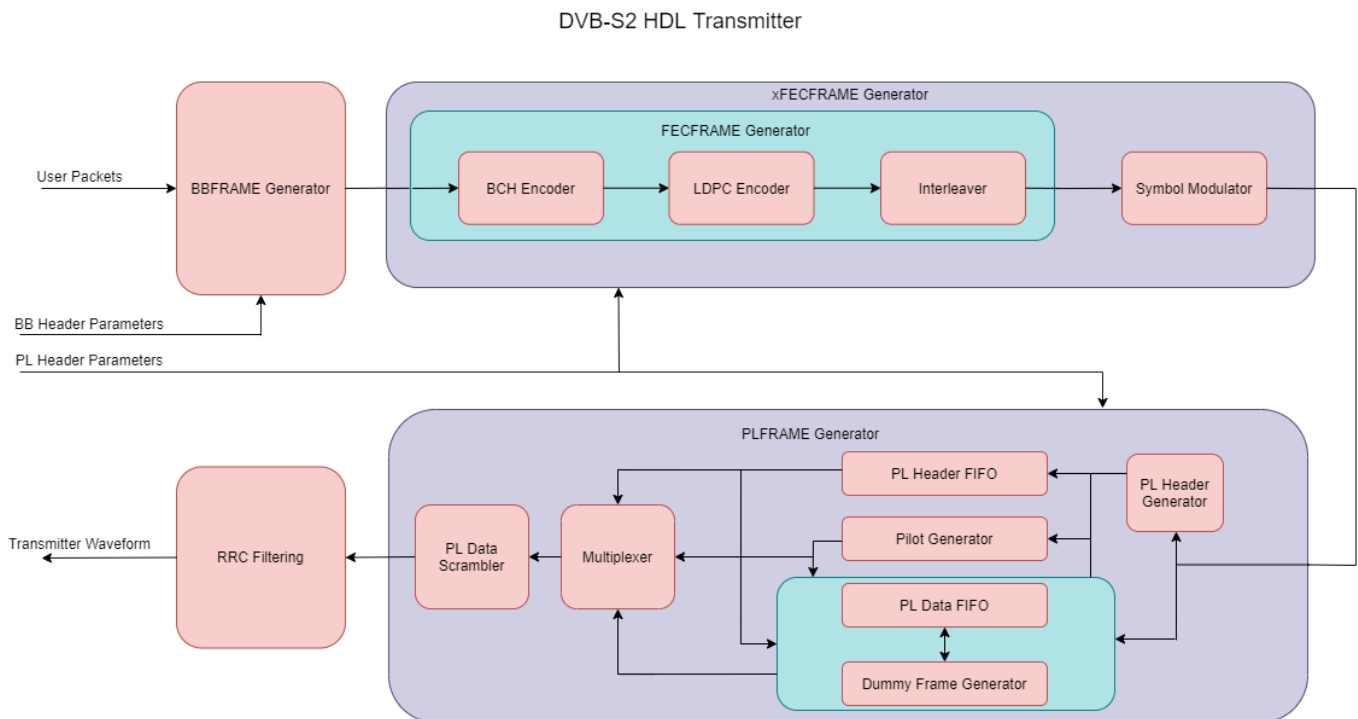 DVB-S2 HDL Transmitter
xFECFRAME Generator
FECFRAME Generator
User Packets
BBFRAME Generator
BCH Encoder
LDPC Encoder
Interleaver
Symbol Modulator
BB Header Parameters
PL Header Parameters
PLFRAME Generator
PL Header FIFO
PL Header
Generator
Transmitter Waveform
RRC Filtering
PL Data
Scrambler
Multiplexer
Pilot Generator
PL Data FIFO
Dummy Frame Generator